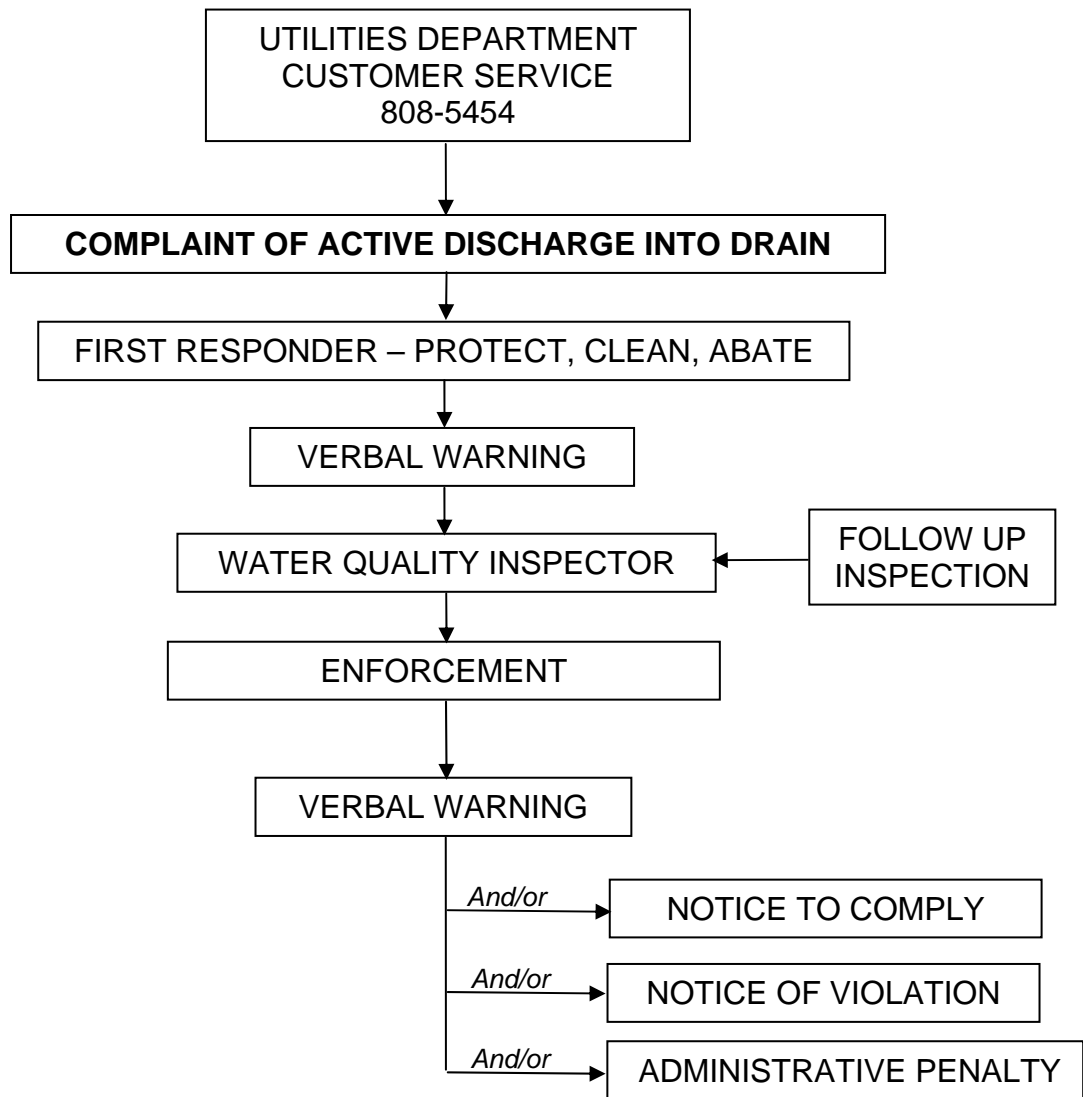 UTILITIES DEPARTMENT
CUSTOMER SERVICE
808-5454
COMPLAINT OF ACTIVE DISCHARGE INTO DRAIN
FIRST RESPONDER – PROTECT, CLEAN, ABATE
VERBAL WARNING
WATER QUALITY INSPECTOR
FOLLOW UP
INSPECTION
ENFORCEMENT
VERBAL WARNING
And/or
NOTICE TO COMPLY
And/or
NOTICE OF VIOLATION
And/or
ADMINISTRATIVE PENALTY